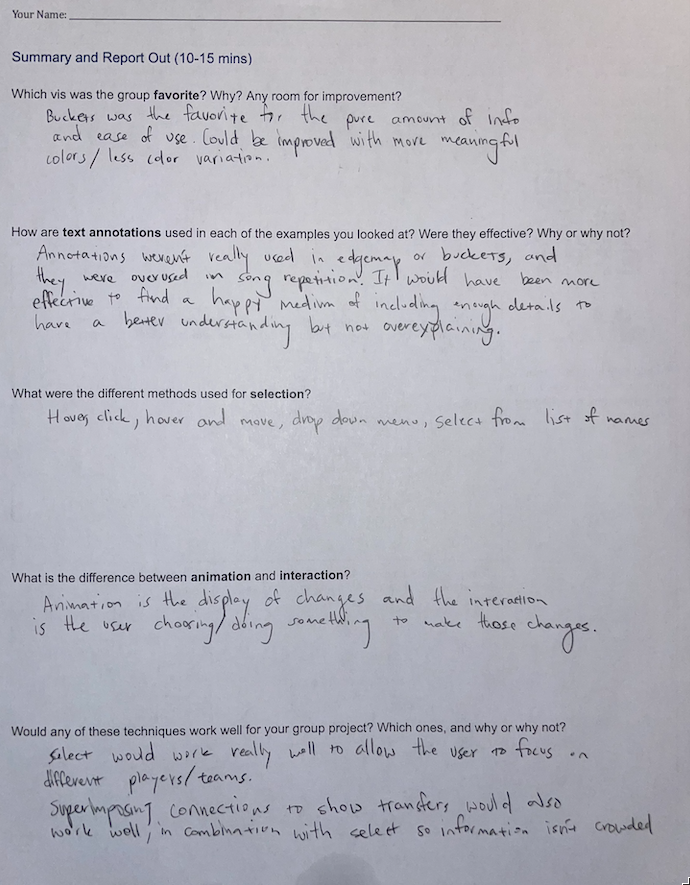 Your Name:
Summary and Report Out (10-15 mins)
Which vis was the group favorite? Why? Any room for improvement?
Buckets was the favorite for the pure amount of info
and ease of use. Could be improved with more meaningful
colors/less color variation.
How are text annotations used in each of the examples you looked at? Were they effective? Why or why not?
Annotations weren't really used in edgemap or buckets, and
they were overused in song repetition. It would have been more
effective to find a happy medium of including enough details to
have a better understanding but not overexplaining.
What were the different methods used for selection?
Hover, click, hover and move, drop down menu, select from list of names
What is the difference between animation and interaction?
Animation is the display of changes and the interaction
is the user choosing/doing something to make those changes.
Would any of these techniques work well for your group project? Which ones, and why or why not?
Select would work really well to allow the user to focus on
different players/teams.
Superimposing connections to show transfers would also
work well, in combination with select so information isn't crowded